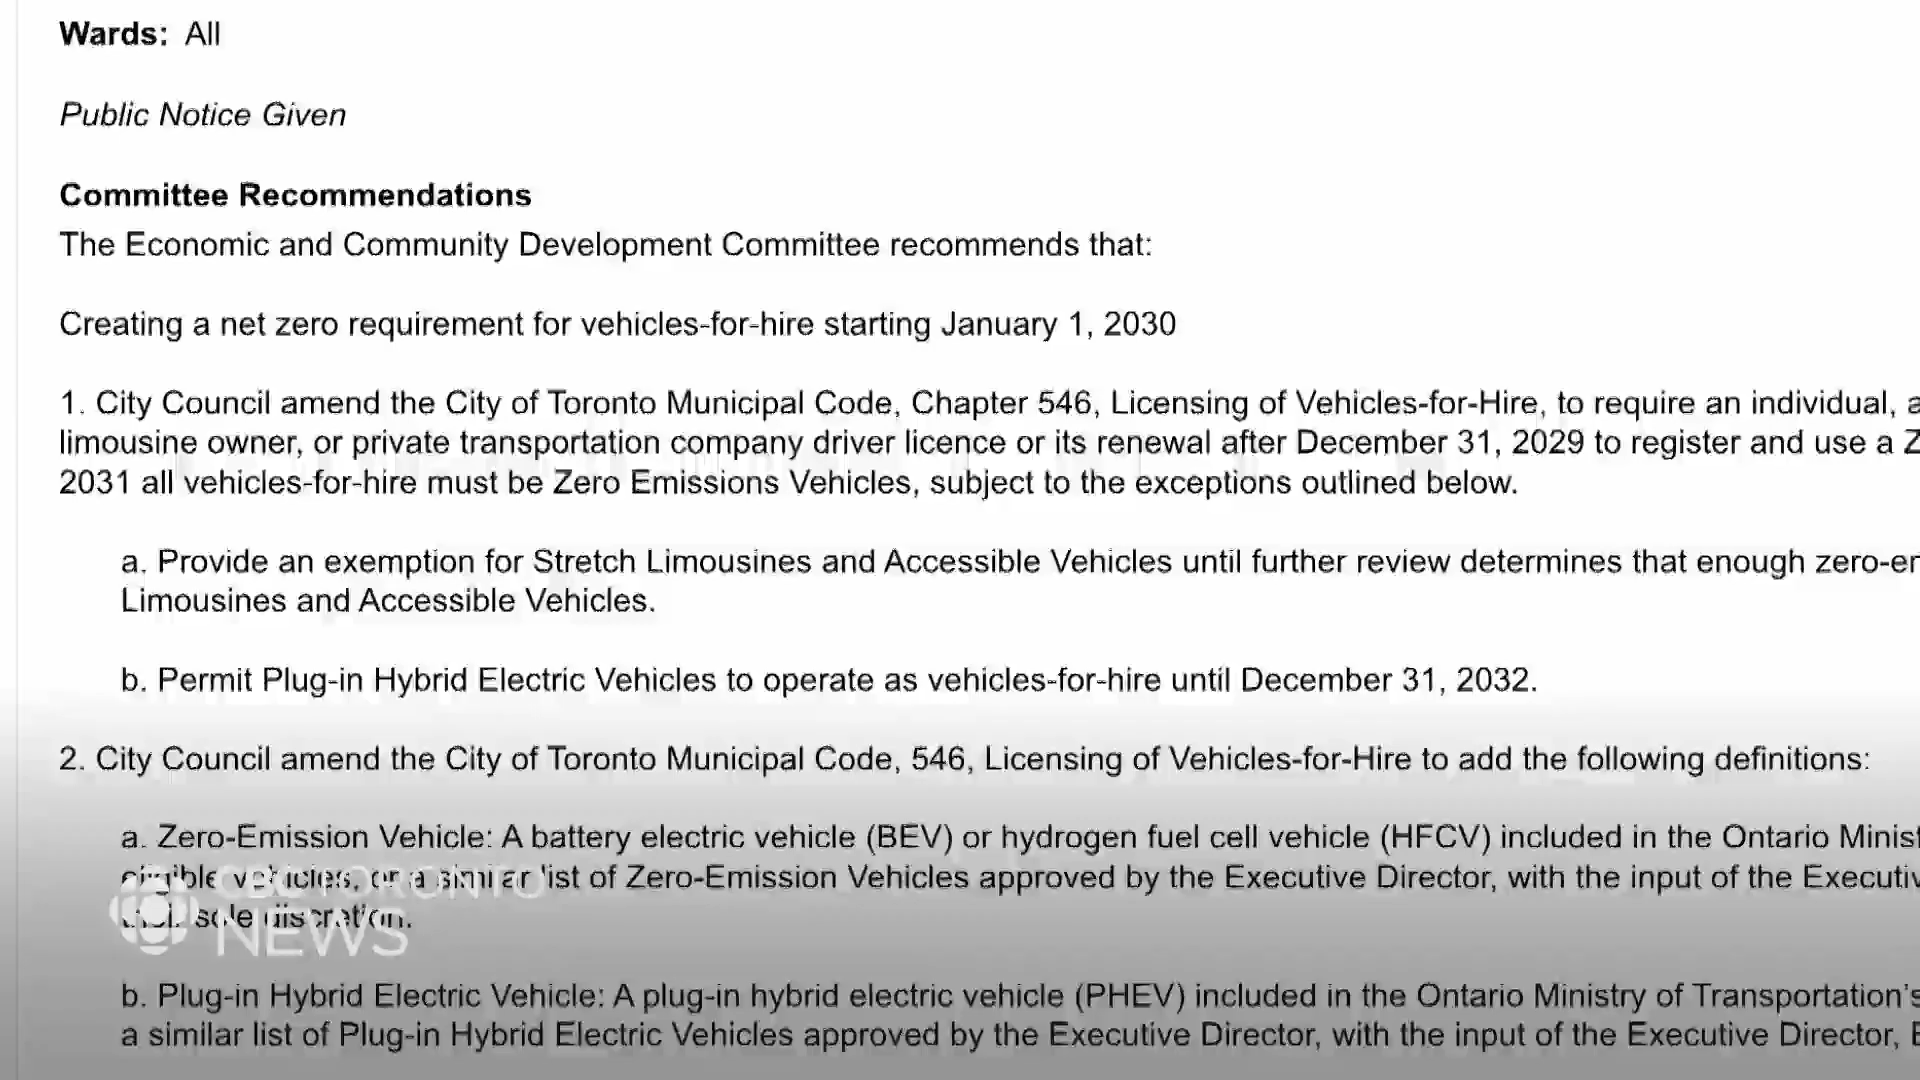 Wards: All
Public Notice Given
Committee Recommendations
The Economic and Community Development Committee recommends that:
Creating a net zero requirement for vehicles-for-hire starting January 1, 2030
1. City Council amend the City of Toronto Municipal Code, Chapter 546, Licensing of Vehicles-for-Hire, to require an individual,
limousine owner, or private transportation company driver licence or its renewal after December 31, 2029 to register and use a
2031 all vehicles-for-hire must be Zero Emissions Vehicles, subject to the exceptions outlined below.
a. Provide an exemption for Stretch Limousines and Accessible Vehicles until further review determines that enough
Limousines and Accessible Vehicles.
b. Permit Plug-in Hybrid Electric Vehicles to operate as vehicles-for-hire until December 31, 2032.
2. City Council amend the City of Toronto Municipal Code, 546, Licensing of Vehicles-for-Hire to add the following definitions:
a. Zero-Emission Vehicle: A battery electric vehicle (BEV) or hydrogen fuel cell vehicle (HFCV) included in the Ontario
eligible vehicles, or a similar list of Zero-Emission Vehicles approved by the Executive Director, with the input of the
sole discretion.
CBC TORONTO
NEWS
b. Plug-in Hybrid Electric Vehicle: A plug-in hybrid electric vehicle (PHEV) included in the Ontario Ministry of Transportation's
a similar list of Plug-in Hybrid Electric Vehicles approved by the Executive Director, with the input of the Executive Director,